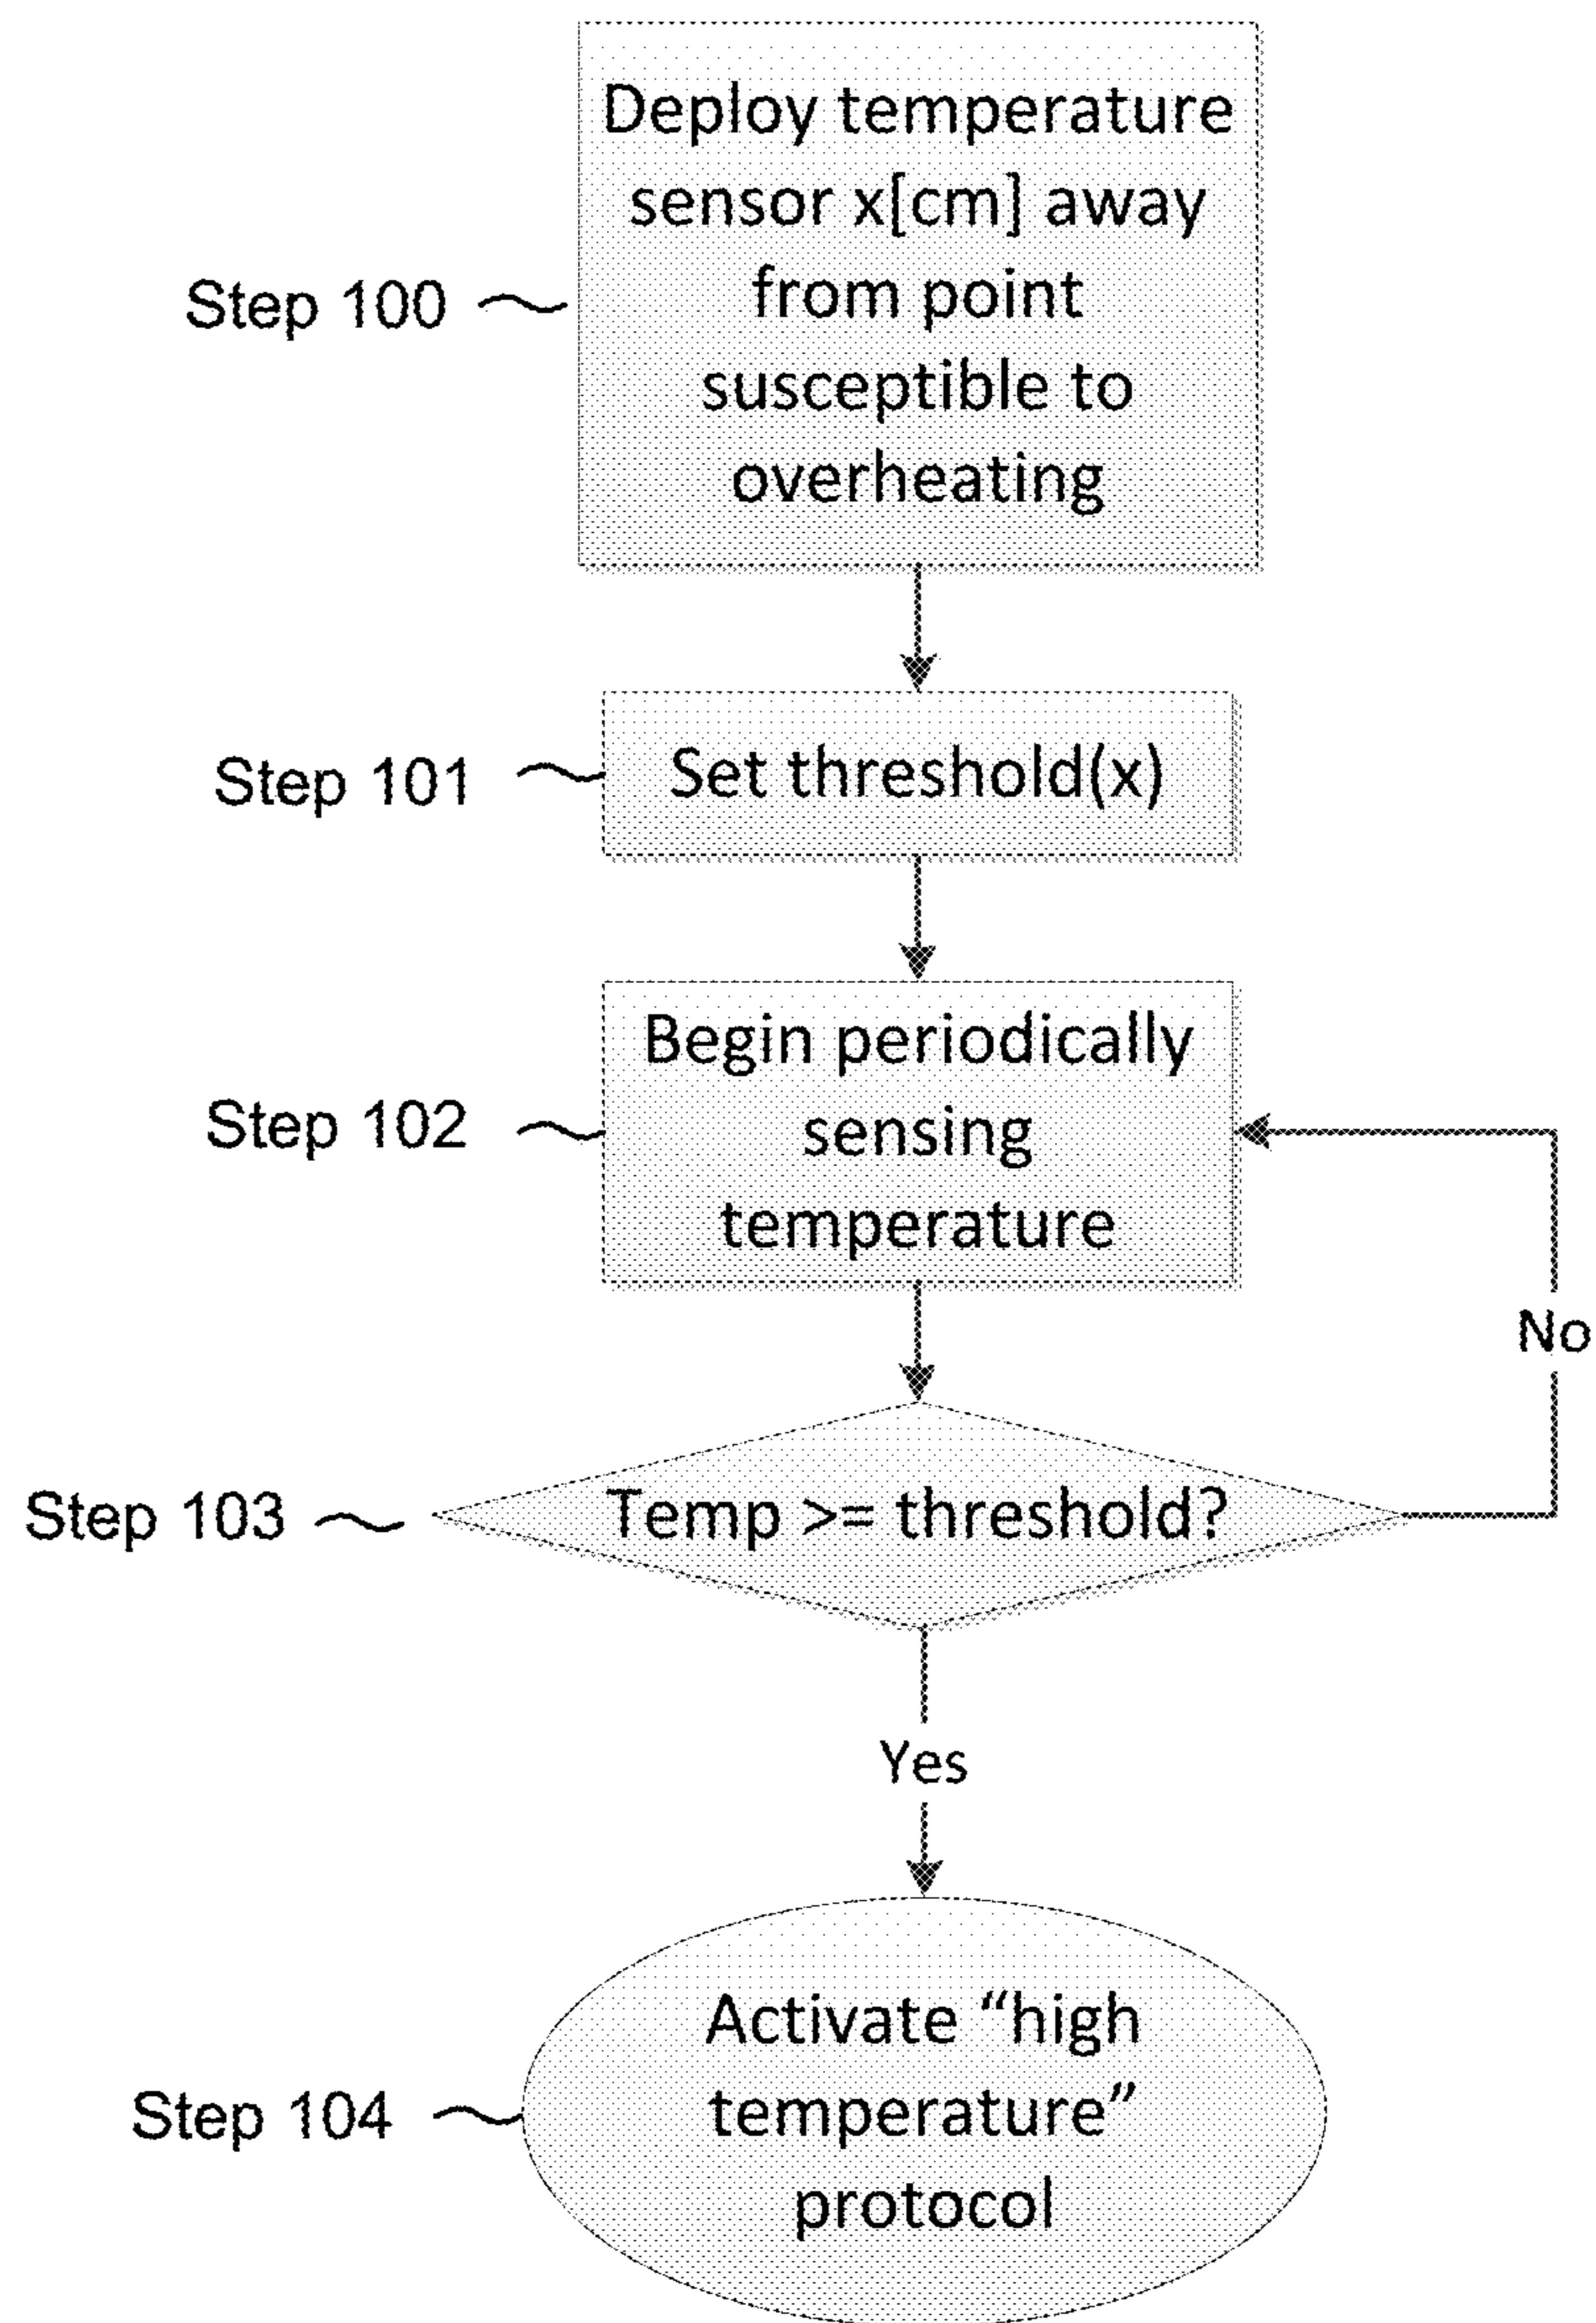 Deploy temperature
sensor x[cm] away
from point
susceptible to
overheating
Step 100
Set threshold(x)
Step 101
Begin periodically
sensing
temperature
Step 102
No
Temp >= threshold?
Step 103
Yes
Activate “high
temperature”
protocol
Step 104